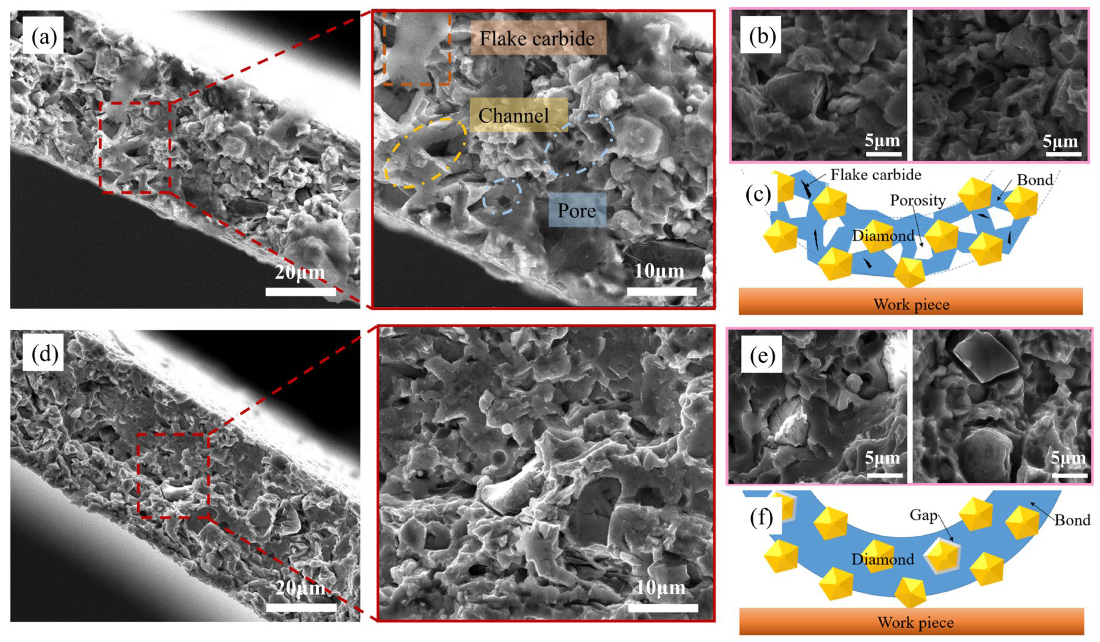 (a)
20μm
Flake carbide
Channel
Pore
10μm
(b)
5μm
5μm
(c)
Flake carbide
Bond
Porosity
Diamond
Work piece
(d)
20μm
10μm
(e)
5μm
5μm
(f)
Gap
Bond
Diamond
Work piece